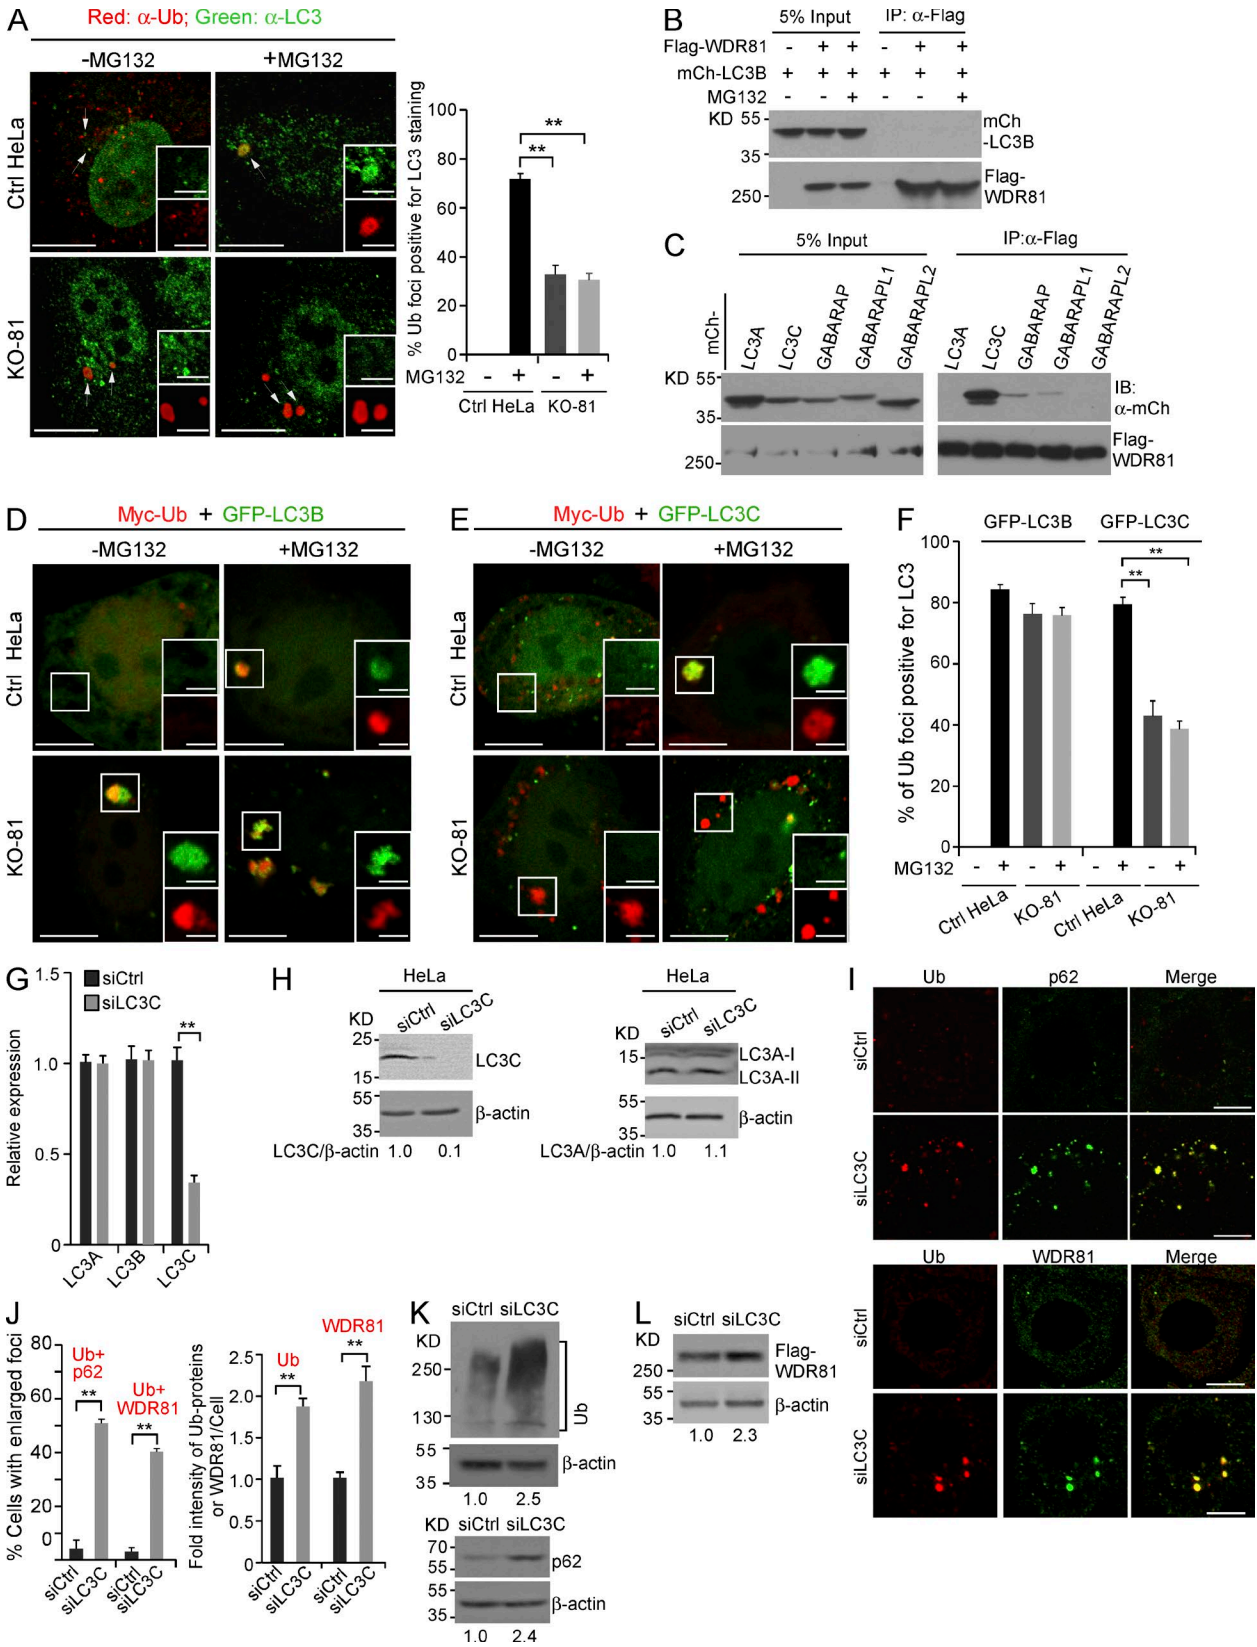 A
Red: α-Ub; Green: α-LC3
-MG132
+MG132
Ctrl HeLa
KO-81
% Ub foci positive for LC3 staining
100
80
60
40
20
0
**
**
MG132 - + - +
Ctrl HeLa KO-81
B
5% Input IP: α-Flag
Flag-WDR81 - + + - + +
mCh-LC3B + + + + + +
MG132 - - + - - +
KD 55
35
250
mCh
-LC3B
Flag-
WDR81
C
5% Input IP:α-Flag
mCh-
LC3A LC3C GABARAP GABARAPL1 GABARAPL2
LC3A LC3C GABARAP GABARAPL1 GABARAPL2
KD 55
35
250
IB:
α-mCh
Flag-
WDR81
D
Myc-Ub + GFP-LC3B
-MG132 +MG132
Ctrl HeLa
KO-81
E
Myc-Ub + GFP-LC3C
-MG132 +MG132
Ctrl HeLa
KO-81
F
GFP-LC3B GFP-LC3C
% of Ub foci positive for LC3
100
80
60
40
20
0
**
**
MG132 - + - + - + - +
Ctrl HeLa KO-81 Ctrl HeLa KO-81
G
siCtrl
siLC3C
Relative expression
1.5
1.0
0.5
0
**
LC3A LC3B LC3C
H
HeLa
siCtrl siLC3C
KD
25
15
LC3C
55
35
β-actin
LC3C/β-actin 1.0 0.1
HeLa
siCtrl siLC3C
KD
15
LC3A-I
LC3A-II
55
35
β-actin
LC3A/β-actin 1.0 1.1
I
Ub p62 Merge
siCtrl
siLC3C
Ub WDR81 Merge
siCtrl
siLC3C
J
% Cells with enlarged foci
80
60
80
60
40
20
0
Ub+
p62
**
Ub+
WDR81
**
siCtrl siLC3C siCtrl siLC3C
Fold intensity of Ub-proteins
or WDR81/Cell
2.5
2.0
1.5
1.0
0.5
0
Ub
**
WDR81
**
siCtrl siLC3C siCtrl siLC3C
K
siCtrl siLC3C
KD
250
130
Ub
55
35
β-actin
1.0 2.5
KD siCtrl siLC3C
70
55
p62
55
35
β-actin
1.0 2.4
L
siCtrl siLC3C
KD
250
Flag-
WDR81
55
35
β-actin
1.0 2.3